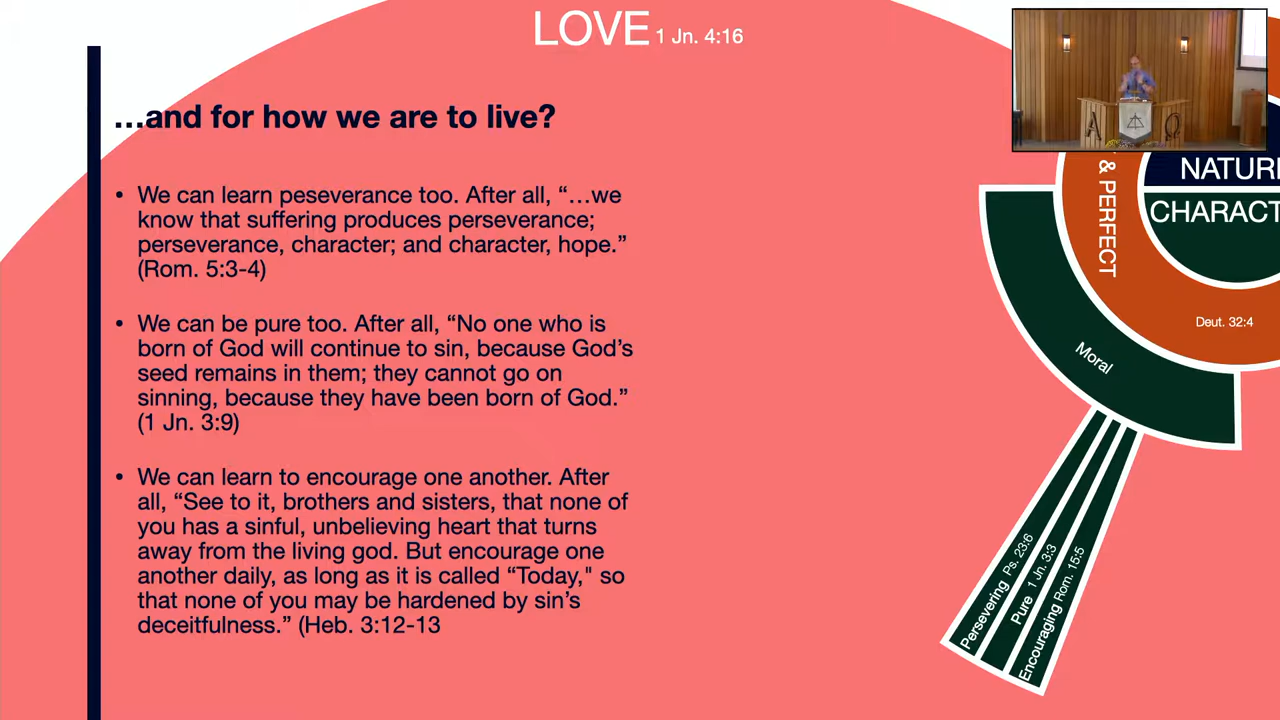 LOVE 1 Jn. 4:16
…and for how we are to live?
• We can learn peseverance too. After all, “…we
know that suffering produces perseverance;
perseverance, character; and character, hope.”
(Rom. 5:3-4)
• We can be pure too. After all, “No one who is
born of God will continue to sin, because God’s
seed remains in them; they cannot go on
sinning, because they have been born of God.”
(1 Jn. 3:9)
• We can learn to encourage one another. After
all, “See to it, brothers and sisters, that none of
you has a sinful, unbelieving heart that turns
away from the living god. But encourage one
another daily, as long as it is called “Today," so
that none of you may be hardened by sin’s
deceitfulness.” (Heb. 3:12-13
Α Ω
NATUR
CHARACT
& PERFECT
Deut. 32:4
Moral
Persevering Ps. 23:6
Pure 1 Jn. 3:3
Encouraging Rom. 15:5